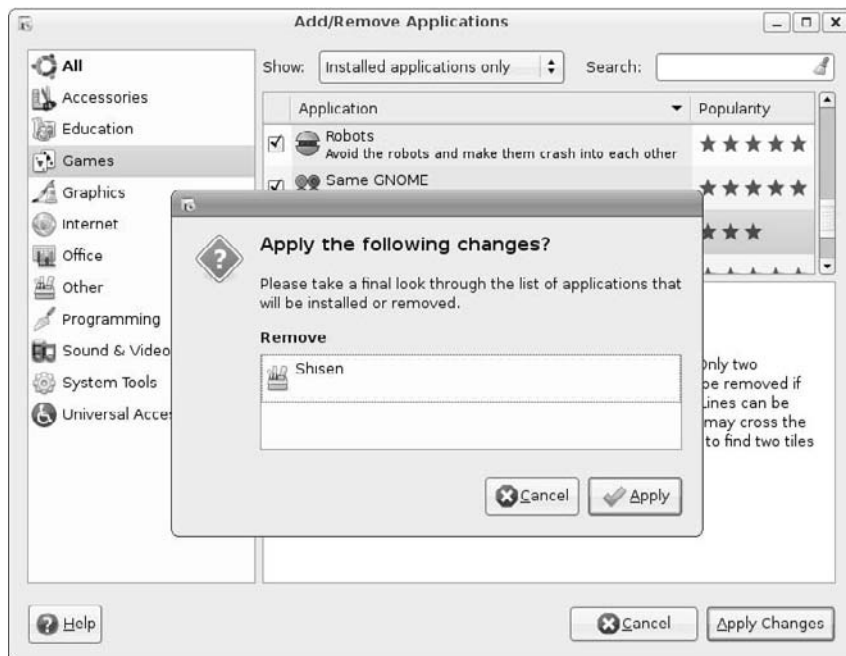 Add/Remove Applications
All
Accessories
Education
Games
Graphics
Internet
Office
Other
Programming
Sound & Video
System Tools
Universal Acce
Show: Installed applications only Search:
Application Popularity
Robots
Avoid the robots and make them crash into each other
Same GNOME
Apply the following changes?
Please take a final look through the list of applications that
will be installed or removed.
Remove
Shisen
Cancel Apply
Only two
be removed if
Lines can be
may cross the
to find two tiles
Help Cancel Apply Changes